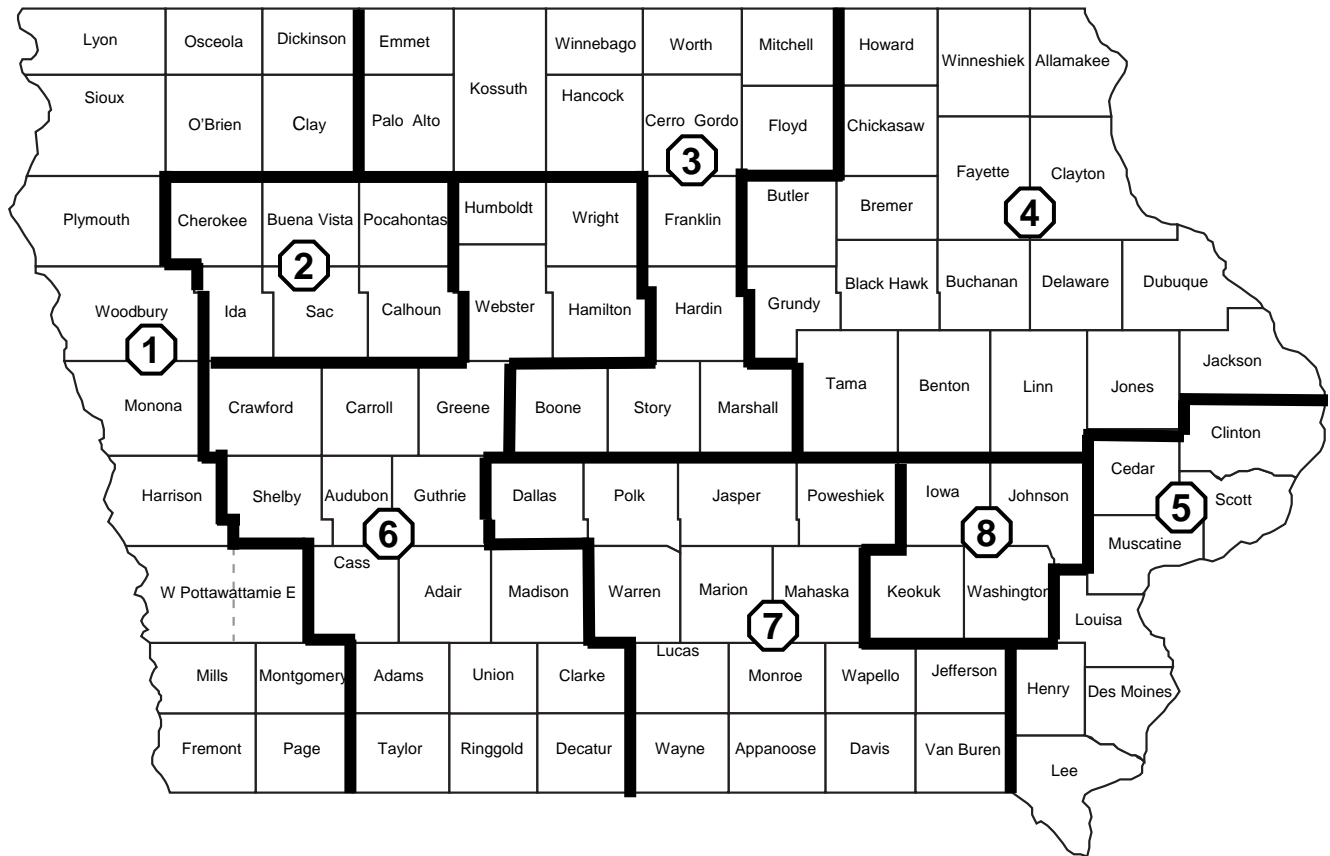 Lyon
Osceola
Dickinson
Emmet
Winnebago
Worth
Mitchell
Howard
Winneshiek
Allamakee
Kossuth
Sioux
Hancock
O'Brien
Clay
Palo Alto
Cerro Gordo
Floyd
Chickasaw
3
Fayette
Clayton
4
Plymouth
Cherokee
Buena Vista
Pocahontas
Humboldt
Wright
Franklin
Butler
Bremer
2
Woodbury
Ida
Sac
Calhoun
Webster
Hamilton
Hardin
Grundy
Black Hawk
Buchanan
Delaware
Dubuque
1
Jackson
Monona
Crawford
Carroll
Greene
Boone
Story
Marshall
Tama
Benton
Linn
Jones
Clinton
Cedar
Harrison
Shelby
Audubon
Guthrie
Dallas
Polk
Jasper
Poweshiek
Iowa
Johnson
Scott
5
6
8
Muscatine
Cass
W Pottawattamie E
Adair
Madison
Warren
Marion
Mahaska
Keokuk
Washington
7
Louisa
Lucas
Mills
Montgomery
Adams
Union
Clarke
Monroe
Wapello
Jefferson
Henry
Des Moines
Fremont
Page
Taylor
Ringgold
Decatur
Wayne
Appanoose
Davis
Van Buren
Lee